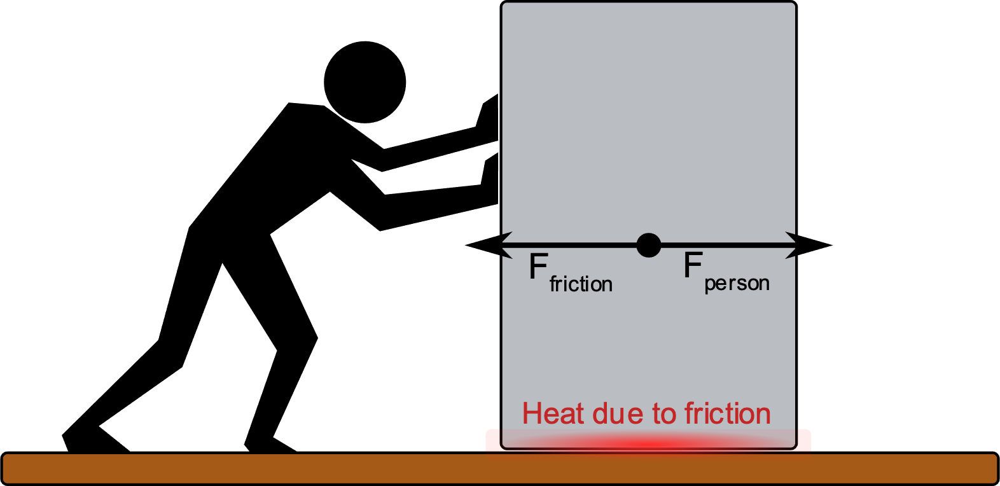 F friction
F person
Heat due to friction